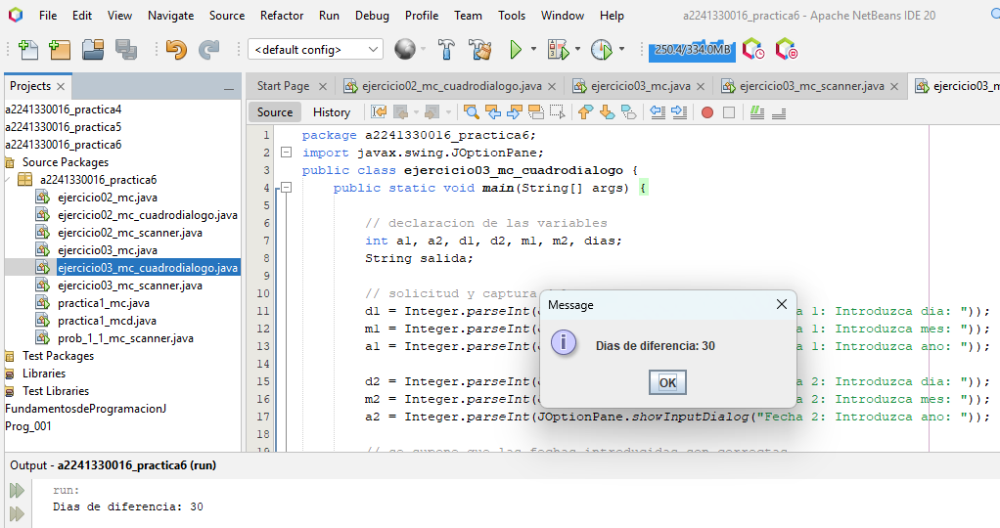 File Edit View Navigate Source Refactor Run Debug Profile Team Tools Window Help a2241330016_practica6 - Apache NetBeans IDE 20
<default config> 250.4/334.0MB
Projects
Start Page ejercicio02_mc_cuadrodialogo.java ejercicio03_mc.java ejercicio03_mc_scanner.java ejercicio03_m
Source History
a2241330016_practica4
a2241330016_practica5
a2241330016_practica6
Source Packages
a2241330016_practica6
ejercicio02_mc.java
ejercicio02_mc_cuadrodialogo.java
ejercicio02_mc_scanner.java
ejercicio03_mc.java
ejercicio03_mc_cuadrodialogo.java
ejercicio03_mc_scanner.java
practica1_mc.java
practica1_mcd.java
prob_1_1_mc_scanner.java
Test Packages
Libraries
Test Libraries
FundamentosdeProgramacionJ
Prog_001
1 package a2241330016_practica6;
2 import javax.swing.JOptionPane;
3 public class ejercicio03_mc_cuadrodialogo {
4 public static void main(String[] args) {
5
6 // declaracion de las variables
7 int a1, a2, d1, d2, m1, m2, dias;
8 String salida;
9
10 // solicitud y captura
11 d1 = Integer.parseInt( a 1: Introduzca dia: "));
12 m1 = Integer.parseInt( a 1: Introduzca mes: "));
13 a1 = Integer.parseInt( a 1: Introduzca ano: "));
14
15 d2 = Integer.parseInt( a 2: Introduzca dia: "));
16 m2 = Integer.parseInt( a 2: Introduzca mes: "));
17 a2 = Integer.parseInt(JOptionPane.showInputDialog("Fecha 2: Introduzca ano: "));
18
19 // se supone que las fechas introducidas son correctas
Message
Dias de diferencia: 30
OK
Output - a2241330016_practica6 (run)
run:
Dias de diferencia: 30